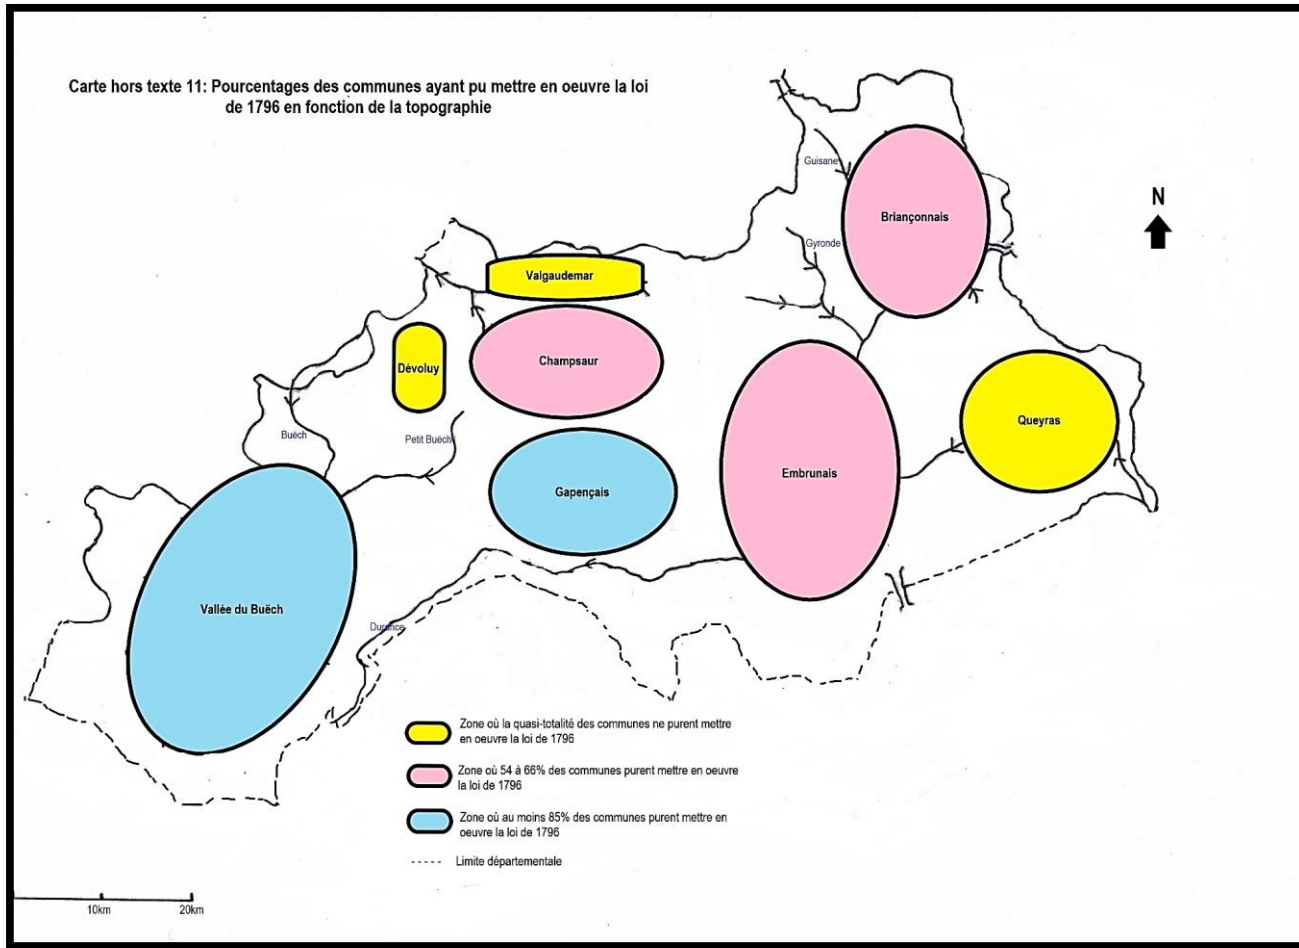 Carte hors texte 11: Pourcentages des communes ayant pu mettre en oeuvre la loi
de 1796 en fonction de la topographie
Guisane
Briançonnais
N
Gyronde
Valgaudemar
Champsaur
Dévoluy
Queyras
Buëch
Petit Buëch
Embrunais
Gapençais
Vallée du Buëch
Durance
Zone où la quasi-totalité des communes ne purent mettre
en oeuvre la loi de 1796
Zone où 54 à 66% des communes purent mettre en oeuvre
la loi de 1796
Zone où au moins 85% des communes purent mettre en
oeuvre la loi de 1796
Limite départementale
10km
20km